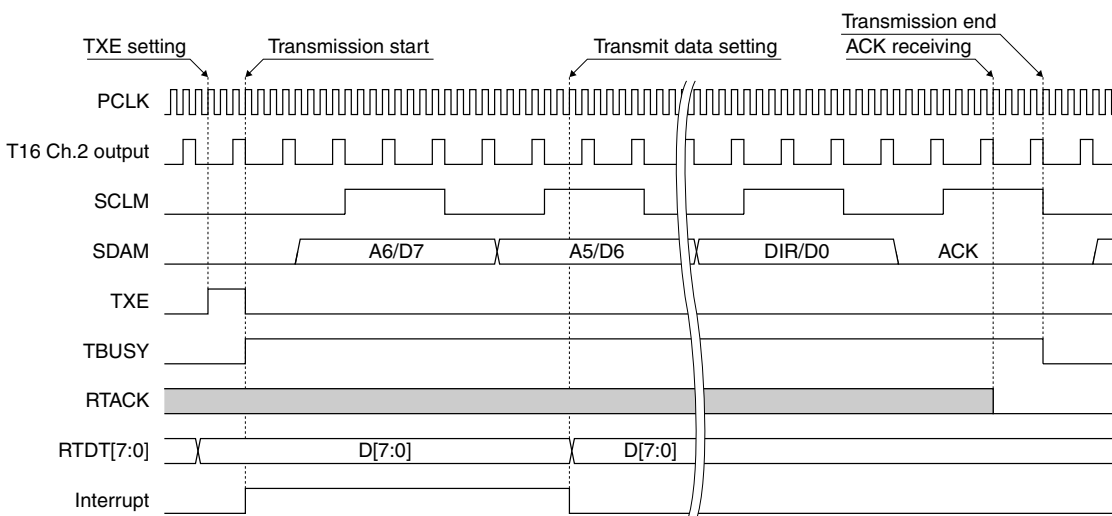 Transmission end
TXE setting
Transmission start
Transmit data setting
ACK receiving
PCLK
T16 Ch.2 output
SCLM
SDAM
A6/D7
A5/D6
DIR/D0
ACK
TXE
TBUSY
RTACK
RTDT[7:0]
D[7:0]
D[7:0]
Interrupt